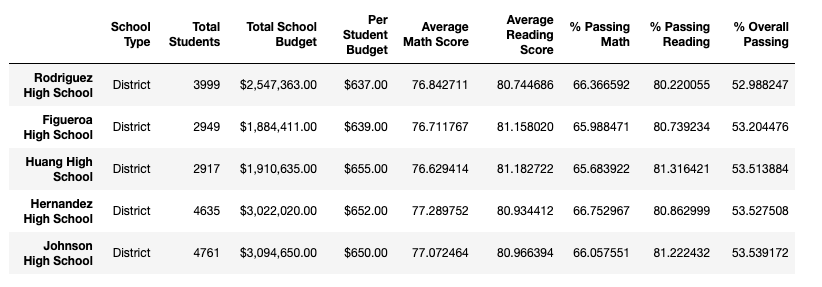 School Type Total Students Total School Budget Per Student Budget Average Math Score Average Reading Score % Passing Math % Passing Reading % Overall Passing
Rodriguez High School District 3999 $2,547,363.00 $637.00 76.842711 80.744686 66.366592 80.220055 52.988247
Figueroa High School District 2949 $1,884,411.00 $639.00 76.711767 81.158020 65.988471 80.739234 53.204476
Huang High School District 2917 $1,910,635.00 $655.00 76.629414 81.182722 65.683922 81.316421 53.513884
Hernandez High School District 4635 $3,022,020.00 $652.00 77.289752 80.934412 66.752967 80.862999 53.527508
Johnson High School District 4761 $3,094,650.00 $650.00 77.072464 80.966394 66.057551 81.222432 53.539172